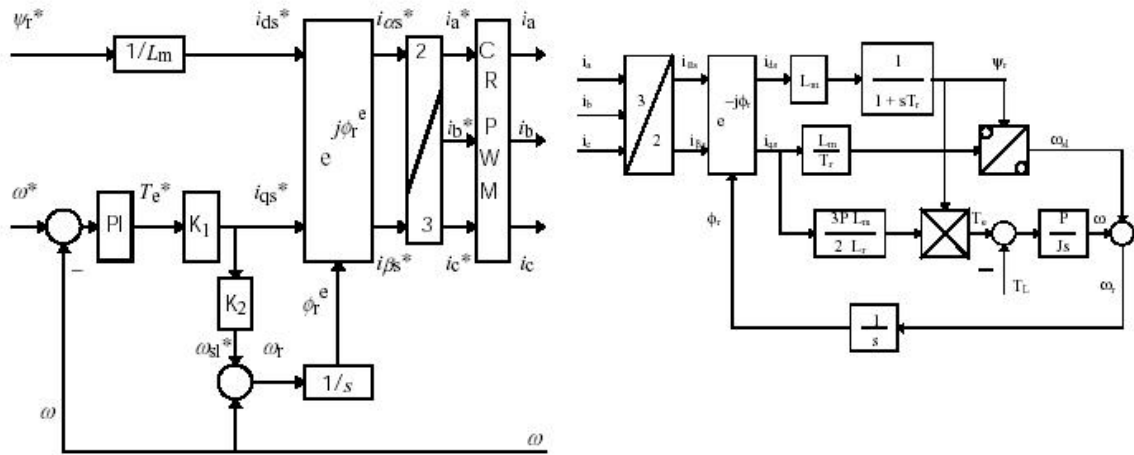 ψr* ids* iαs* ia* ia
1/Lm
2
C R P W M
e jφr^e
ib* ib
ω* Te* iqs*
PI
K1
3
iβs* ic* ic
−
K2
φr^e
ωsl* ωr
1/s
ω
ω
ia iαs ids ψr
Lm
1
1 + sTr
3
ib
e −jφr
2
ic iβs iqs
Lm
Tr
ωsl
φr
3P Lm
2 Lr
Te
P
Js
ω
−
TL
ωr
1
s